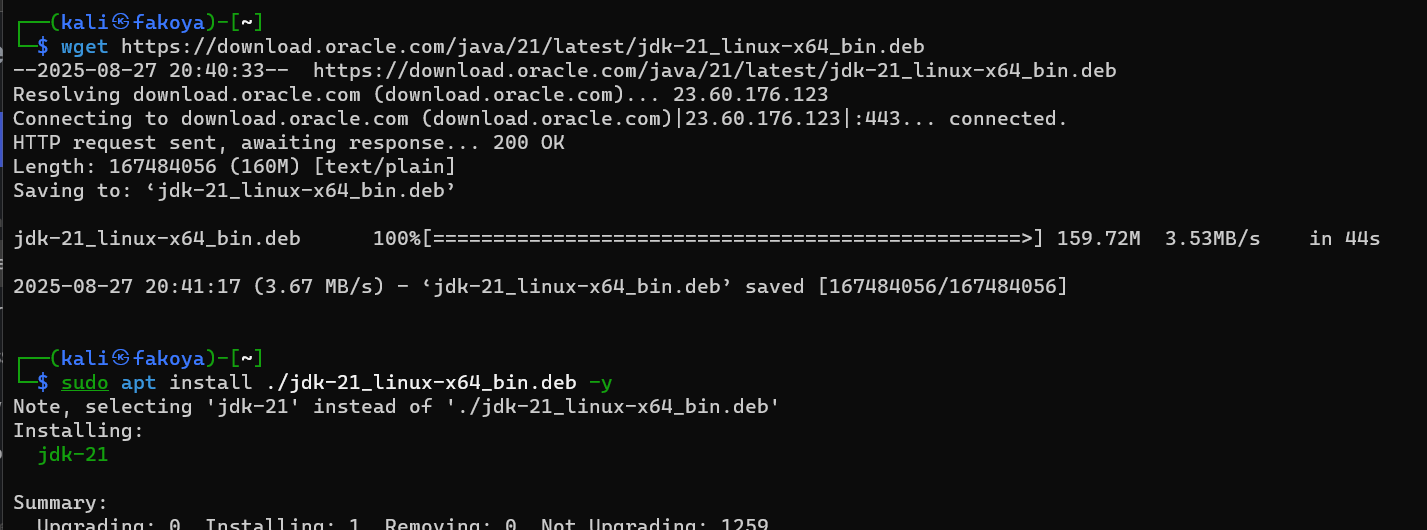 ┌──(kali㉿fakoya)-[~]
└─$ wget https://download.oracle.com/java/21/latest/jdk-21_linux-x64_bin.deb
--2025-08-27 20:40:33--  https://download.oracle.com/java/21/latest/jdk-21_linux-x64_bin.deb
Resolving download.oracle.com (download.oracle.com)... 23.60.176.123
Connecting to download.oracle.com (download.oracle.com)|23.60.176.123|:443... connected.
HTTP request sent, awaiting response... 200 OK
Length: 167484056 (160M) [text/plain]
Saving to: ‘jdk-21_linux-x64_bin.deb’
jdk-21_linux-x64_bin.deb      100%[=================================================>] 159.72M  3.53MB/s    in 44s
2025-08-27 20:41:17 (3.67 MB/s) - ‘jdk-21_linux-x64_bin.deb’ saved [167484056/167484056]
┌──(kali㉿fakoya)-[~]
└─$ sudo apt install ./jdk-21_linux-x64_bin.deb -y
Note, selecting 'jdk-21' instead of './jdk-21_linux-x64_bin.deb'
Installing:
  jdk-21
Summary:
  Upgrading: 0, Installing: 1, Removing: 0, Not Upgrading: 1259